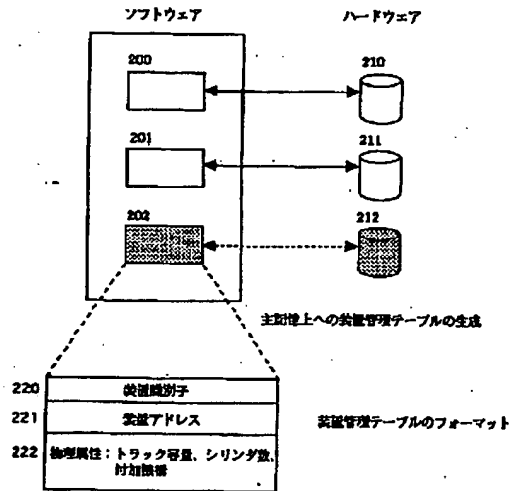 ソフトウェア ハードウェア
200 210
201 211
202 212
主記憶上への装置管理テーブルの生成
220 装置識別子
221 装置アドレス 装置管理テーブルのフォーマット
222 物理属性：トラック容量、シリンダ数、
付加機構